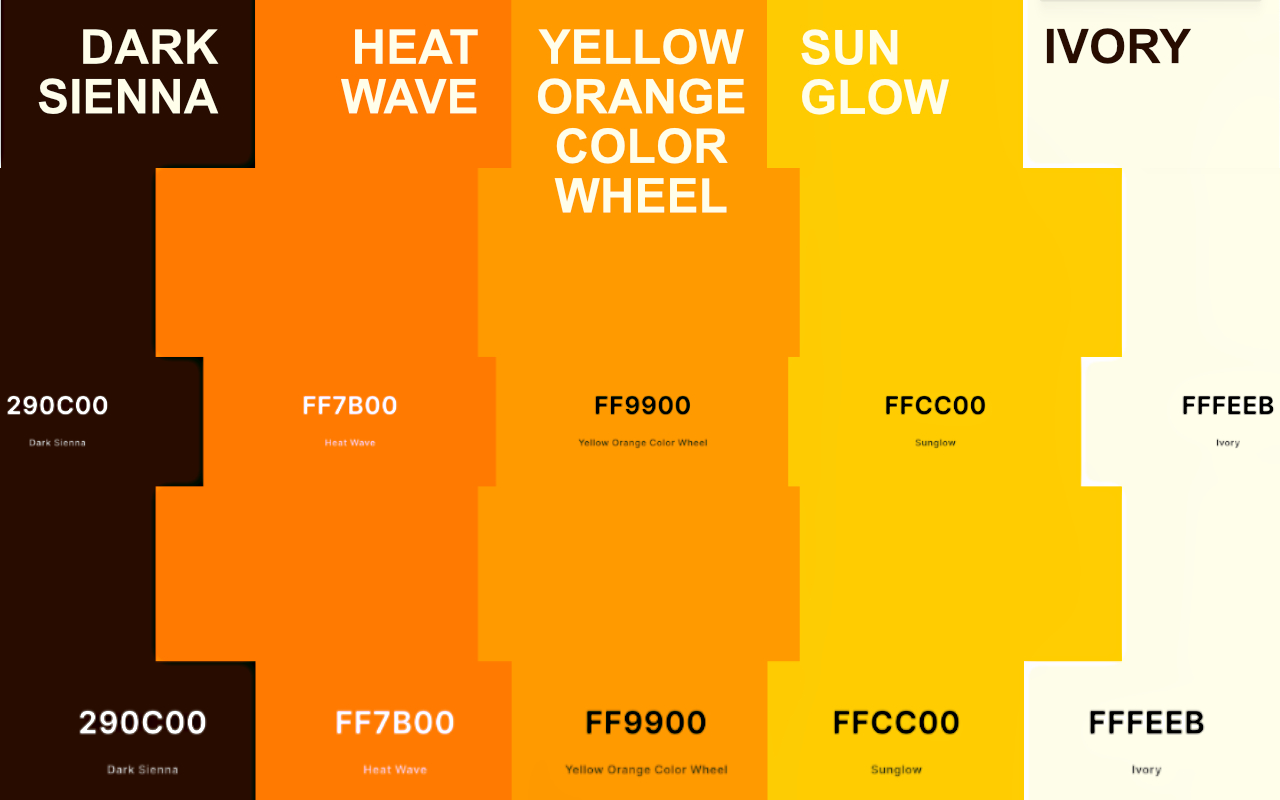 DARK
SIENNA
HEAT
WAVE
YELLOW
ORANGE
COLOR
WHEEL
SUN
GLOW
IVORY
290C00
Dark Sienna
FF7B00
Heat Wave
FF9900
Yellow Orange Color Wheel
FFCC00
Sunglow
FFFEEB
Ivory
290C00
Dark Sienna
FF7B00
Heat Wave
FF9900
Yellow Orange Color Wheel
FFCC00
Sunglow
FFFEEB
Ivory